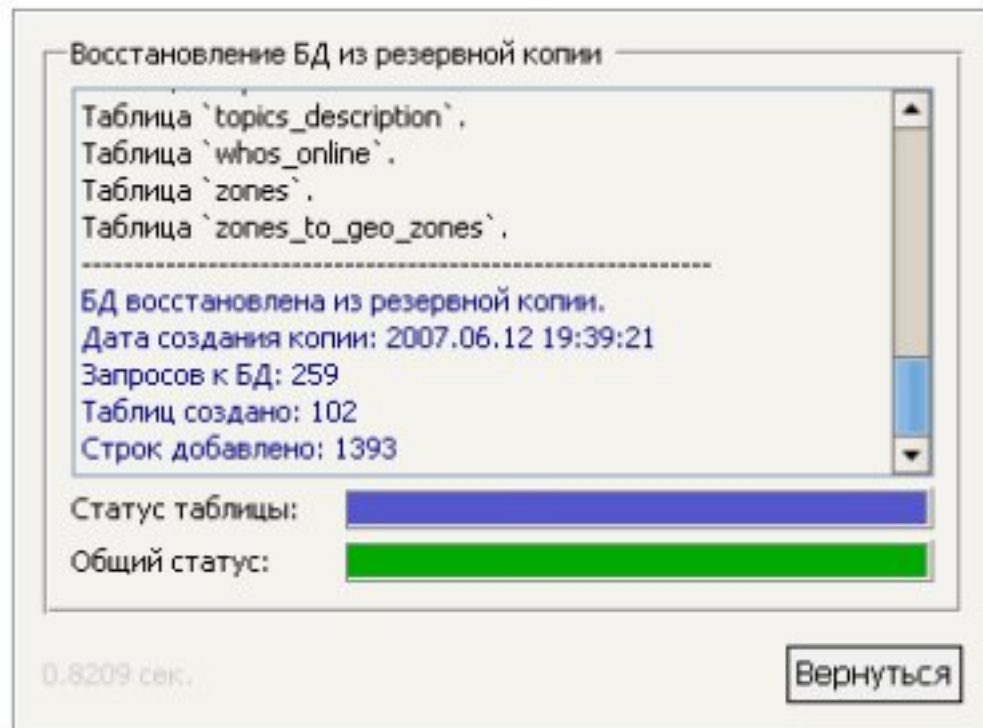 Восстановление БД из резервной копии
Таблица `topics_description`.
Таблица `whos_online`.
Таблица `zones`.
Таблица `zones_to_geo_zones`.
--------------------------------------------------------------
БД восстановлена из резервной копии.
Дата создания копии: 2007.06.12 19:39:21
Запросов к БД: 259
Таблиц создано: 102
Строк добавлено: 1393
Статус таблицы:
Общий статус:
0.8209 сек.
Вернуться